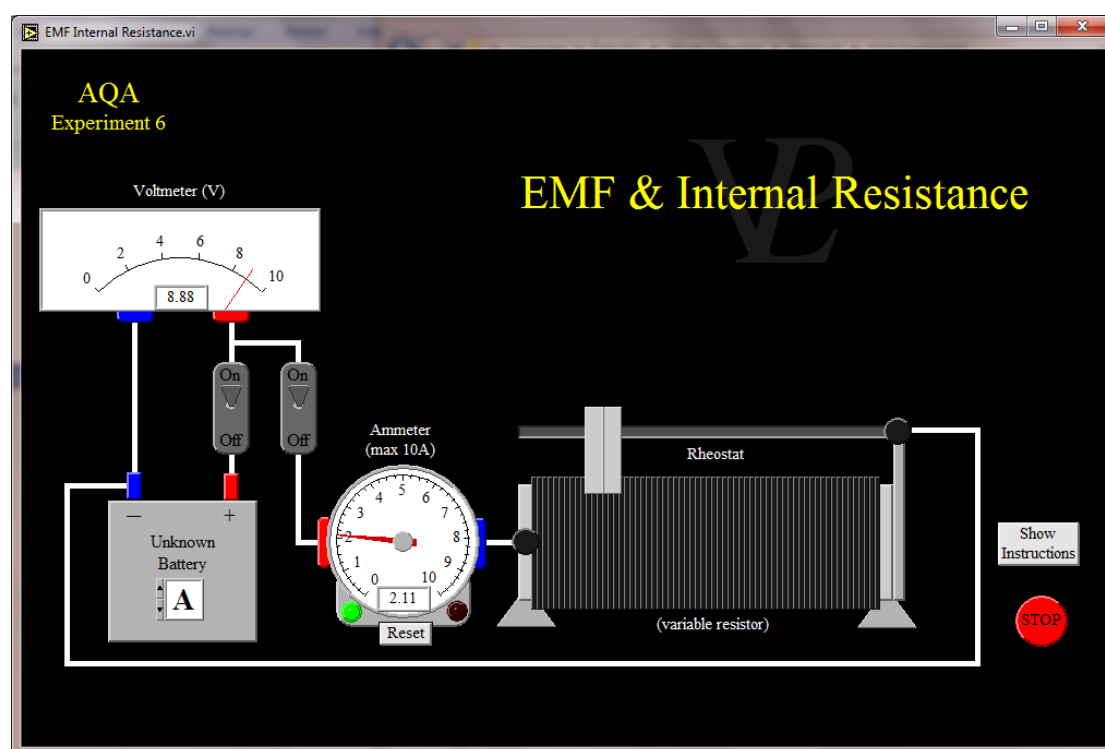 EMF Internal Resistance.vi
AQA
Experiment 6
VPL
EMF & Internal Resistance
Voltmeter (V)
0 2 4 6 8 10
8.88
On On
Off Off
Ammeter
(max 10A)
0 1 2 3 4 5 6 7 8 9 10
2.11
Reset
Rheostat
(variable resistor)
— +
Unknown
Battery
A
Show
Instructions
STOP